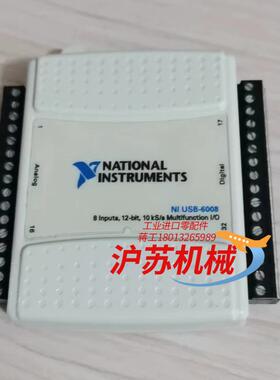 NATIONAL
INSTRUMENTS
NI USB-6008
8 Inputs, 12-bit, 10 kS/s Multifunction I/O
1
17
Analog
Digital
16
32
工业进口零配件
蒋工18013265989
沪苏机械